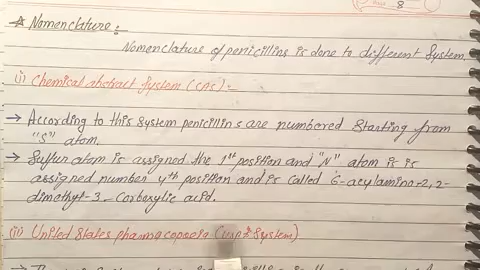 8
* Nomenclature:
Nomenclature of penicillins is done to different System.
(i) Chemical abstract System (CAS):-
→ According to this System penicillins are numbered Starting from
"S" atom.
→ Sulfur atom is assigned the 1st position and "N" atom is is
assigned number 4th position and is called 6-acylamino-2,2-
dimethyl-3-carboxylic acid.
(ii) United States pharmacopoeia (USP System)